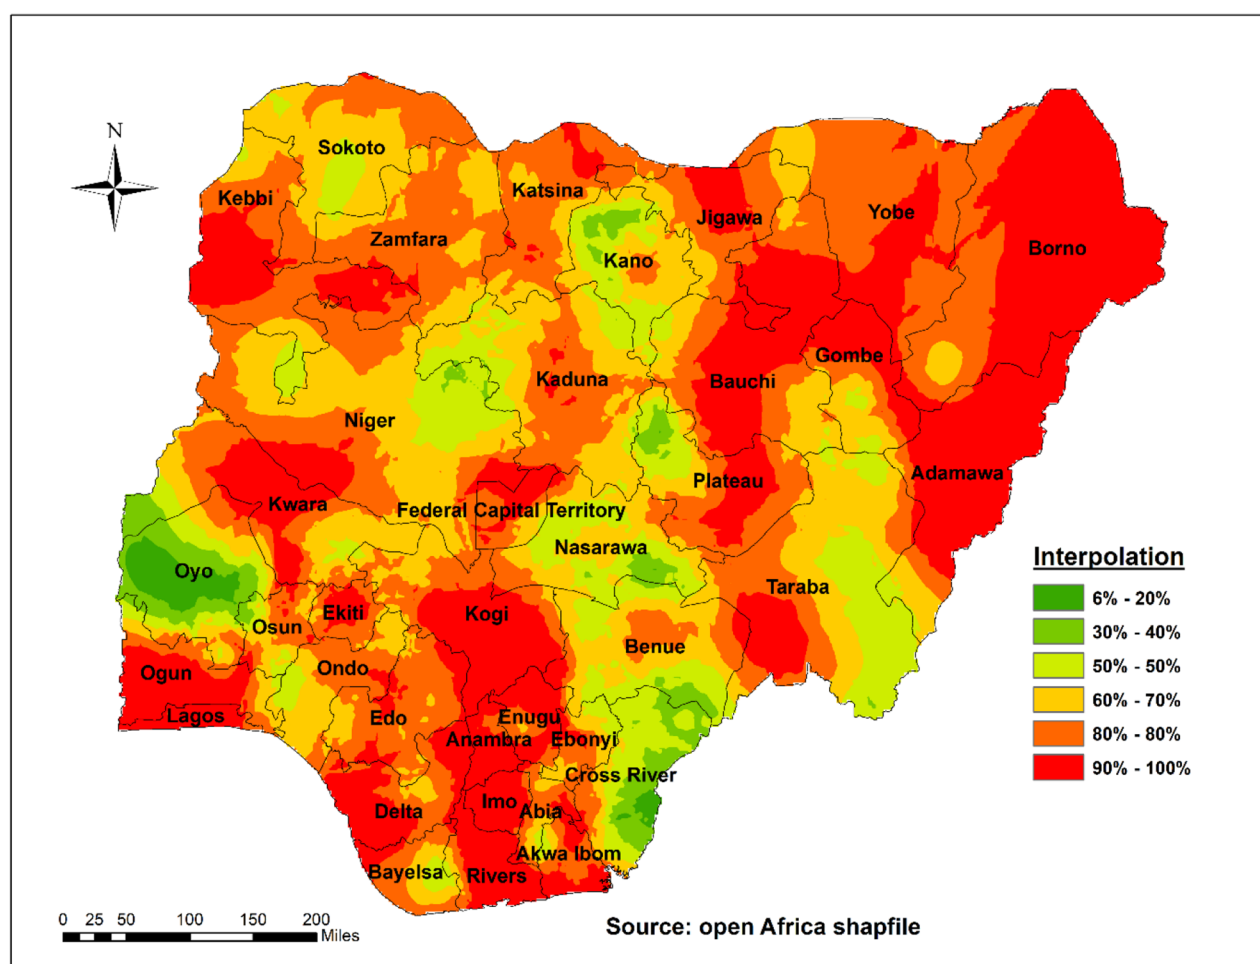 N
Sokoto
Kebbi
Katsina
Zamfara
Jigawa
Yobe
Kano
Borno
Gombe
Kaduna
Bauchi
Niger
Adamawa
Plateau
Kwara
Federal Capital Territory
Nasarawa
Oyo
Taraba
Ekiti
Kogi
Osun
Benue
Ondo
Ogun
Lagos
Edo
Enugu
Anambra
Ebonyi
Cross River
Imo
Abia
Delta
Akwa Ibom
Bayelsa
Rivers
Interpolation
6% - 20%
30% - 40%
50% - 50%
60% - 70%
80% - 80%
90% - 100%
0 25 50 100 150 200
Miles
Source: open Africa shapfile